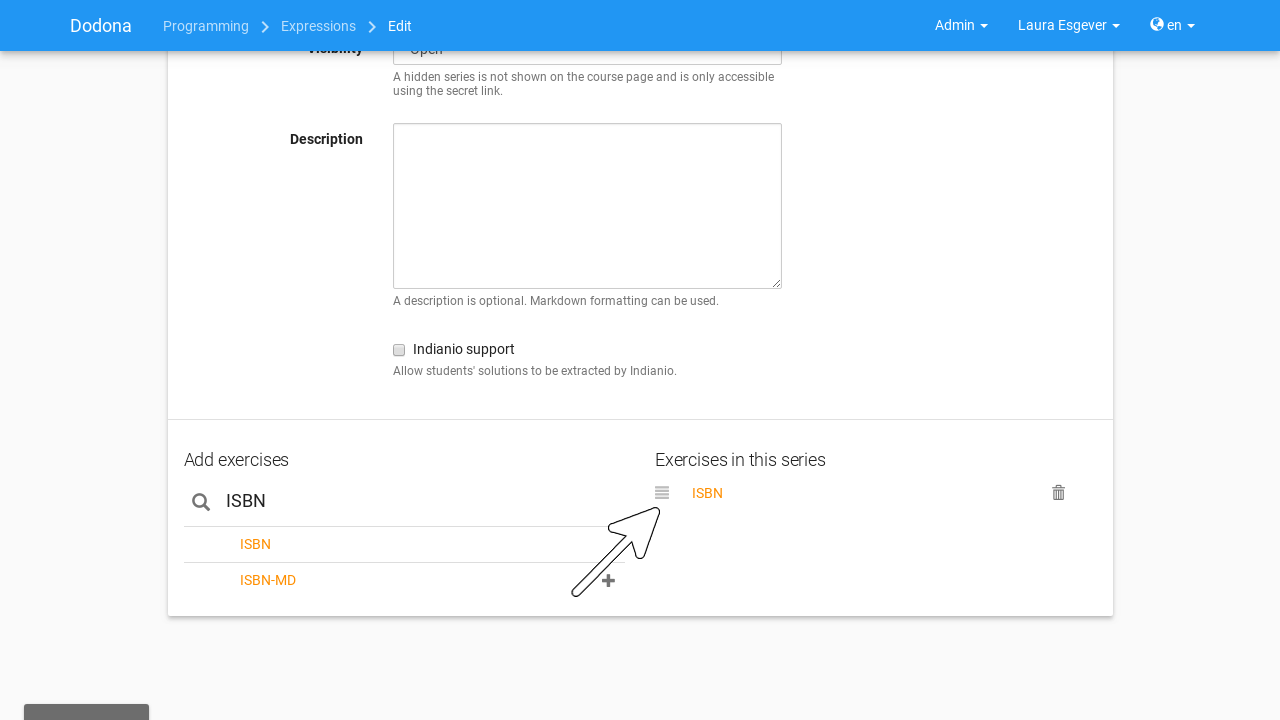 Dodona Programming Expressions Edit Admin Laura Esgever en
Visibility Open
A hidden series is not shown on the course page and is only accessible
using the secret link.
Description
A description is optional. Markdown formatting can be used.
Indianio support
Allow students' solutions to be extracted by Indianio.
Add exercises
ISBN
ISBN
ISBN-MD
Exercises in this series
ISBN